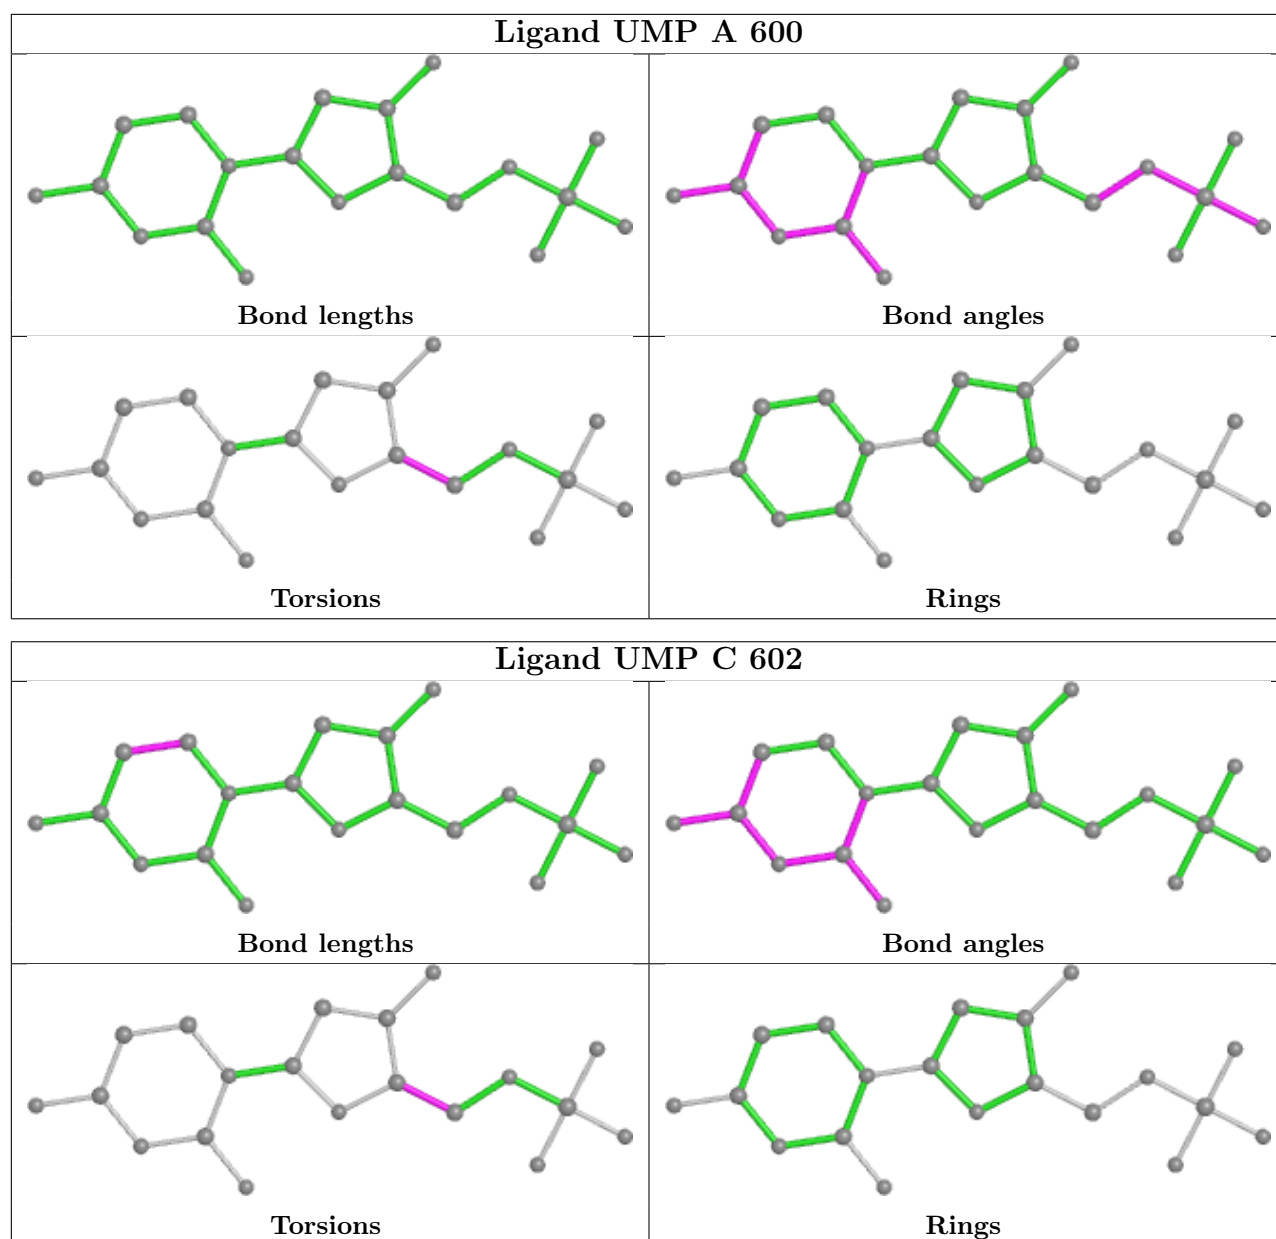 Ligand UMP A 600
Bond lengths
Bond angles
Torsions
Rings
Ligand UMP C 602
Bond lengths
Bond angles
Torsions
Rings